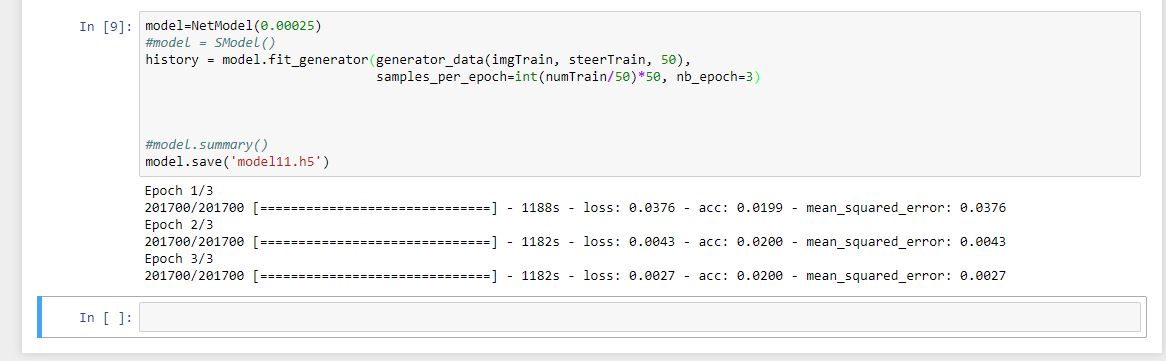 In [9]: model=NetModel(0.00025)
#model = SModel()
history = model.fit_generator(generator_data(imgTrain, steerTrain, 50),
samples_per_epoch=int(numTrain/50)*50, nb_epoch=3)
#model.summary()
model.save('model11.h5')
Epoch 1/3
201700/201700 [==============================] - 1188s - loss: 0.0376 - acc: 0.0199 - mean_squared_error: 0.0376
Epoch 2/3
201700/201700 [==============================] - 1182s - loss: 0.0043 - acc: 0.0200 - mean_squared_error: 0.0043
Epoch 3/3
201700/201700 [==============================] - 1182s - loss: 0.0027 - acc: 0.0200 - mean_squared_error: 0.0027
In [ ]: